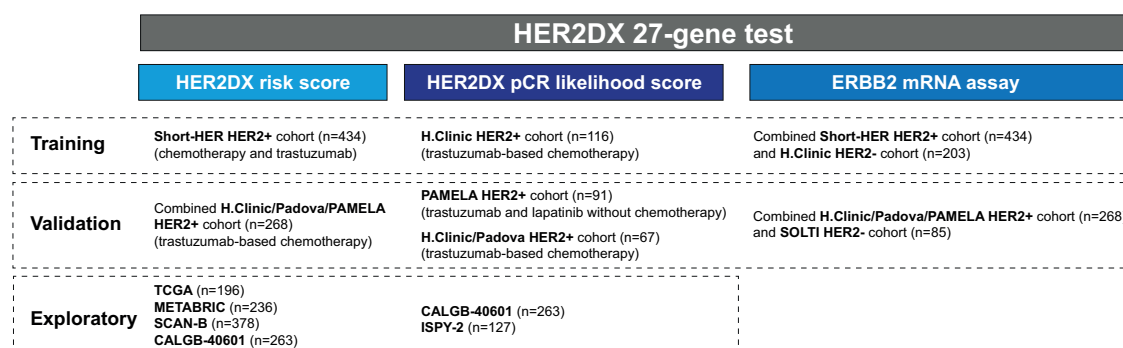 HER2DX 27-gene test
HER2DX risk score
HER2DX pCR likelihood score
ERBB2 mRNA assay
Training
Short-HER HER2+ cohort (n=434)
(chemotherapy and trastuzumab)
H.Clinic HER2+ cohort (n=116)
(trastuzumab-based chemotherapy)
Combined Short-HER HER2+ cohort (n=434)
and H.Clinic HER2- cohort (n=203)
Validation
Combined H.Clinic/Padova/PAMELA
HER2+ cohort (n=268)
(trastuzumab-based chemotherapy)
PAMELA HER2+ cohort (n=91)
(trastuzumab and lapatinib without chemotherapy)
H.Clinic/Padova HER2+ cohort (n=67)
(trastuzumab-based chemotherapy)
Combined H.Clinic/Padova/PAMELA HER2+ cohort (n=268
and SOLTI HER2- cohort (n=85)
Exploratory
TCGA (n=196)
METABRIC (n=236)
SCAN-B (n=378)
CALGB-40601 (n=263)
CALGB-40601 (n=263)
ISPY-2 (n=127)